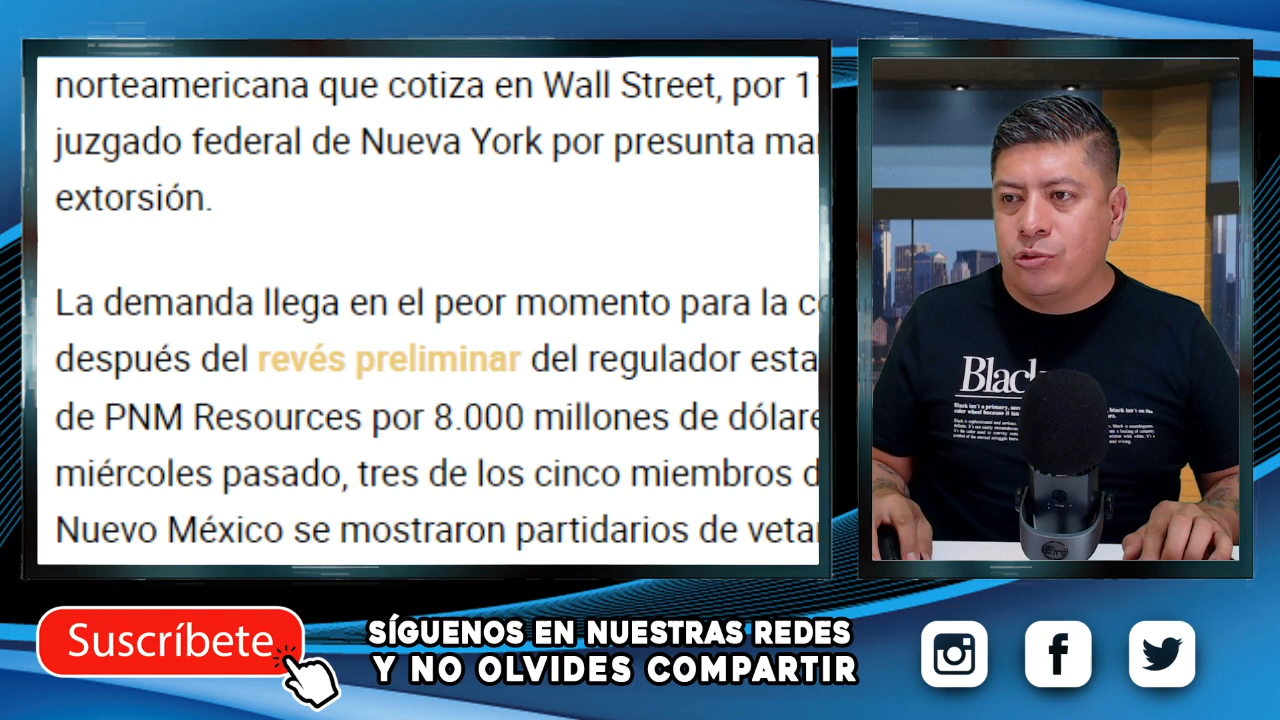 norteamericana que cotiza en Wall Street, por 1
juzgado federal de Nueva York por presunta
extorsión.
La demanda llega en el peor momento para la
después del revés preliminar del regulador
de PNM Resources por 8.000 millones de
miércoles pasado, tres de los cinco miembros
Nuevo México se mostraron partidarios de
Black
Suscríbete
SÍGUENOS EN NUESTRAS REDES
Y NO OLVIDES COMPARTIR